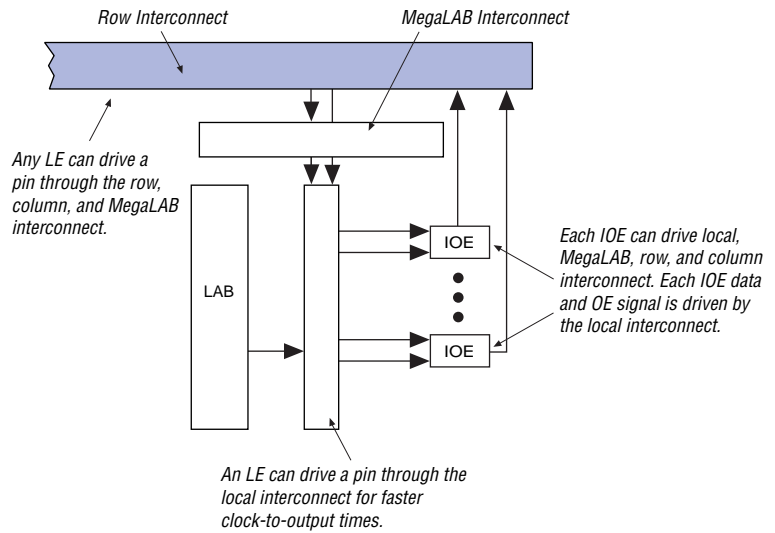 Row Interconnect
MegaLAB Interconnect
Any LE can drive a
pin through the row,
column, and MegaLAB
interconnect.
LAB
IOE
IOE
Each IOE can drive local,
MegaLAB, row, and column
interconnect. Each IOE data
and OE signal is driven by
the local interconnect.
An LE can drive a pin through the
local interconnect for faster
clock-to-output times.